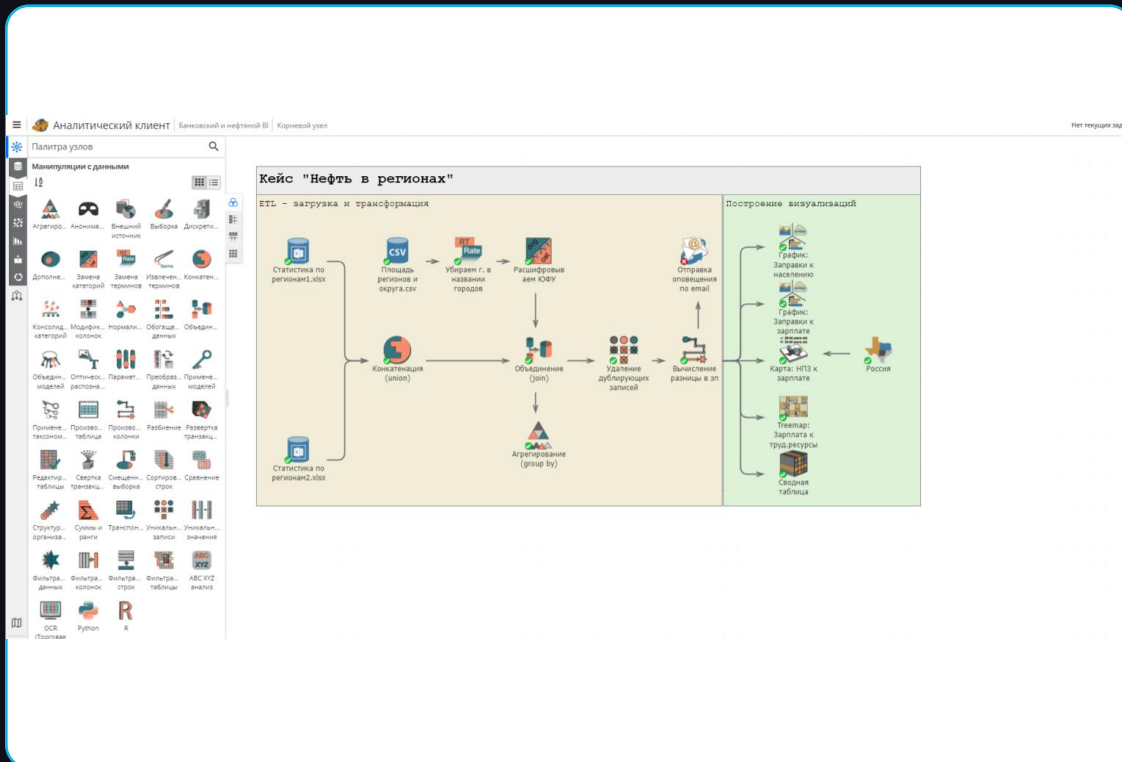 Аналитический клиент
Банковский и нефтяной BI
Корневой узел
Нет текущих зад
Палитра узлов
Манипуляции с данными
Агрегиро... Анонима... Внешний источник Выборка Дискрети...
Дополне... Замена категорий Замена терминов Извлечен... терминов Конкатен...
Консолид... категорий Модифик... колонок Нормали... Обогаще... данных Объедин...
Объедин... моделей Оптическ... распозна... Парамет... Преобраз... данных Примене... моделей
Примене... таксоном... Произво... таблица Произво... колонки Разбиение Развертка транзакц...
Редактир... таблицы Свертка транзакц... Смещенн... выборка Сортиров... строк Сравнение
Структур... организа... Суммы и ранги Транспон... Уникальн... записи Уникальн... значения
Фильтра... данных Фильтра... колонок Фильтра... строк Фильтра... таблицы ABC XYZ анализ
OCR (Торговая Python R
Кейс "Нефть в регионах"
ETL - загрузка и трансформация
Построение визуализаций
Статистика по
регионам1.xlsx
CSV
Площадь
регионов и
округа.csv
RT
Rate
Убираем г. в
названии
городов
Расшифровыв
аем ЮФУ
Отправка
оповещения
по email
Конкатенация
(union)
Объединение
(join)
Удаление
дублирующих
записей
Вычисление
разницы в зп
Агрегирование
(group by)
Статистика по
регионам2.xlsx
График:
Заправки к
населению
График:
Заправки к
зарплате
Карта: НПЗ к
зарплате
Россия
Treemap:
Зарплата к
труд.ресурсы
Сводная
таблица